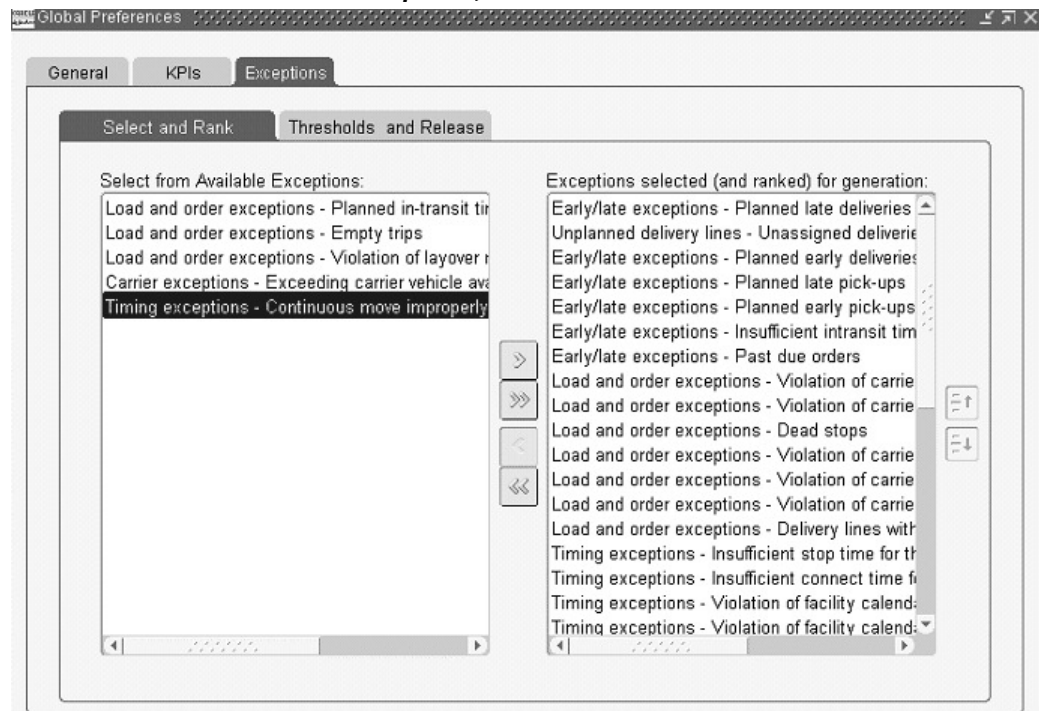 Global Preferences
General KPIs Exceptions
Select and Rank Thresholds and Release
Select from Available Exceptions:
Load and order exceptions - Planned in-transit tir
Load and order exceptions - Empty trips
Load and order exceptions - Violation of layover
Carrier exceptions - Exceeding carrier vehicle ava
Timing exceptions - Continuous move improperly
Exceptions selected (and ranked) for generation:
Early/late exceptions - Planned late deliveries
Unplanned delivery lines - Unassigned deliverie
Early/late exceptions - Planned early deliveries
Early/late exceptions - Planned late pick-ups
Early/late exceptions - Planned early pick-ups
Early/late exceptions - Insufficient intransit tim
Early/late exceptions - Past due orders
Load and order exceptions - Violation of carrie
Load and order exceptions - Violation of carrie
Load and order exceptions - Dead stops
Load and order exceptions - Violation of carrie
Load and order exceptions - Violation of carrie
Load and order exceptions - Violation of carrie
Load and order exceptions - Delivery lines with
Timing exceptions - Insufficient stop time for th
Timing exceptions - Insufficient connect time
Timing exceptions - Violation of facility calend
Timing exceptions - Violation of facility calend